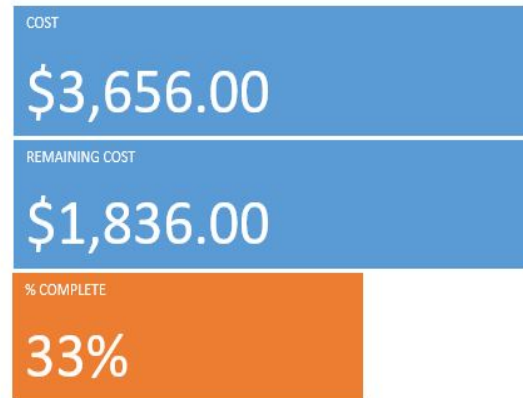 COST
$3,656.00
REMAINING COST
$1,836.00
% COMPLETE
33%